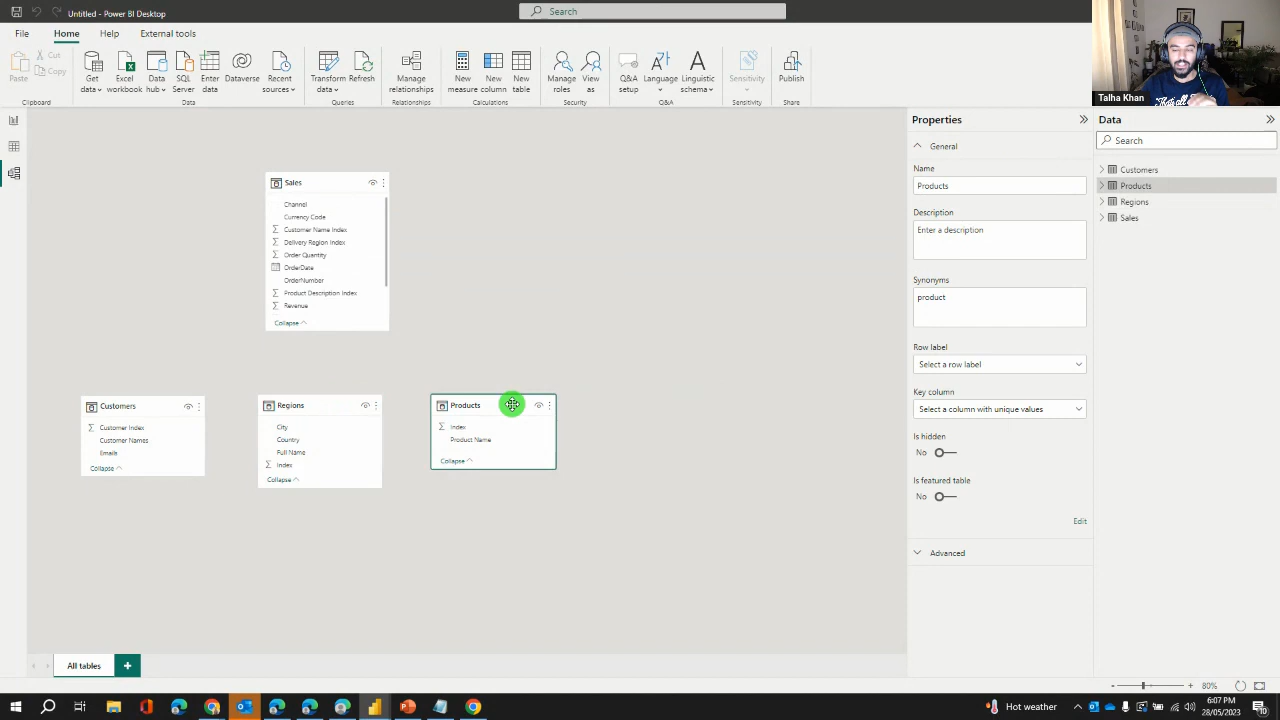 Untitled - Power BI Desktop
Search
File
Home
Help
External tools
Paste
Cut
Copy
Clipboard
Get data
Excel workbook
Data hub
SQL Server
Enter data
Dataverse
Recent sources
Data
Transform data
Refresh
Queries
Manage relationships
Relationships
New measure
New column
New table
Calculations
Manage roles
View as
Security
Q&A setup
Language
Linguistic schema
Q&A
Sensitivity
Sensitivity
Publish
Share
Talha Khan
Sales
Channel
Currency Code
Customer Name Index
Delivery Region Index
Order Quantity
OrderDate
OrderNumber
Product Description Index
Revenue
Collapse
Customers
Customer Index
Customer Names
Emails
Collapse
Regions
City
Country
Full Name
Index
Collapse
Products
Index
Product Name
Collapse
Properties
General
Name
Products
Description
Enter a description
Synonyms
product
Row label
Select a row label
Key column
Select a column with unique values
Is hidden
No
Is featured table
No
Edit
Advanced
Data
Search
Customers
Products
Regions
Sales
All tables
80%
Hot weather
6:07 PM
28/05/2023